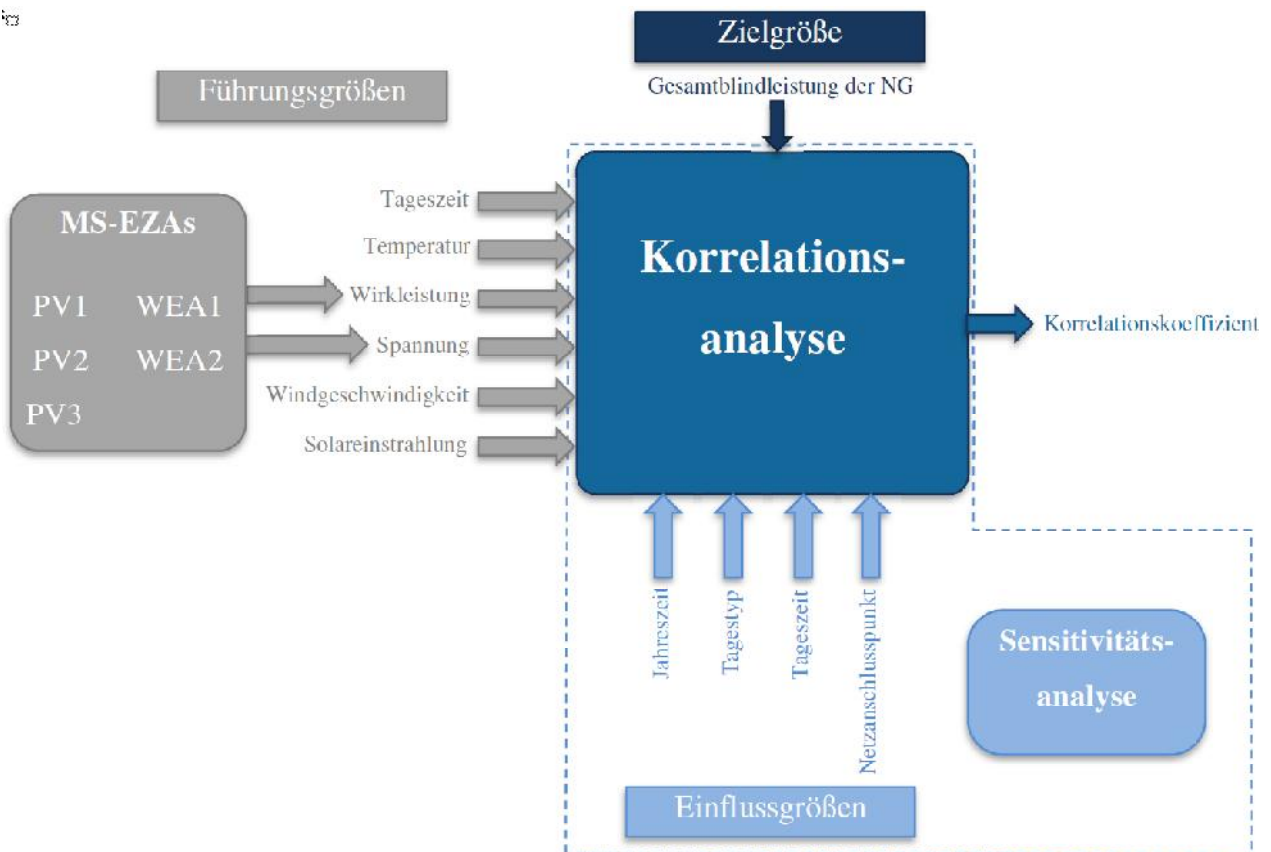 Zielgröße
Gesamtblindleistung der NG
Führungsgrößen
MS-EZAs
PV1 WEA1
PV2 WEA2
PV3
Tageszeit
Temperatur
Wirkleistung
Spannung
Windgeschwindigkeit
Solareinstrahlung
Korrelations-
analyse
Korrelationskoeffizient
Jahreszeit
Tagestyp
Tageszeit
Netzanschlusspunkt
Sensitivitäts-
analyse
Einflussgrößen